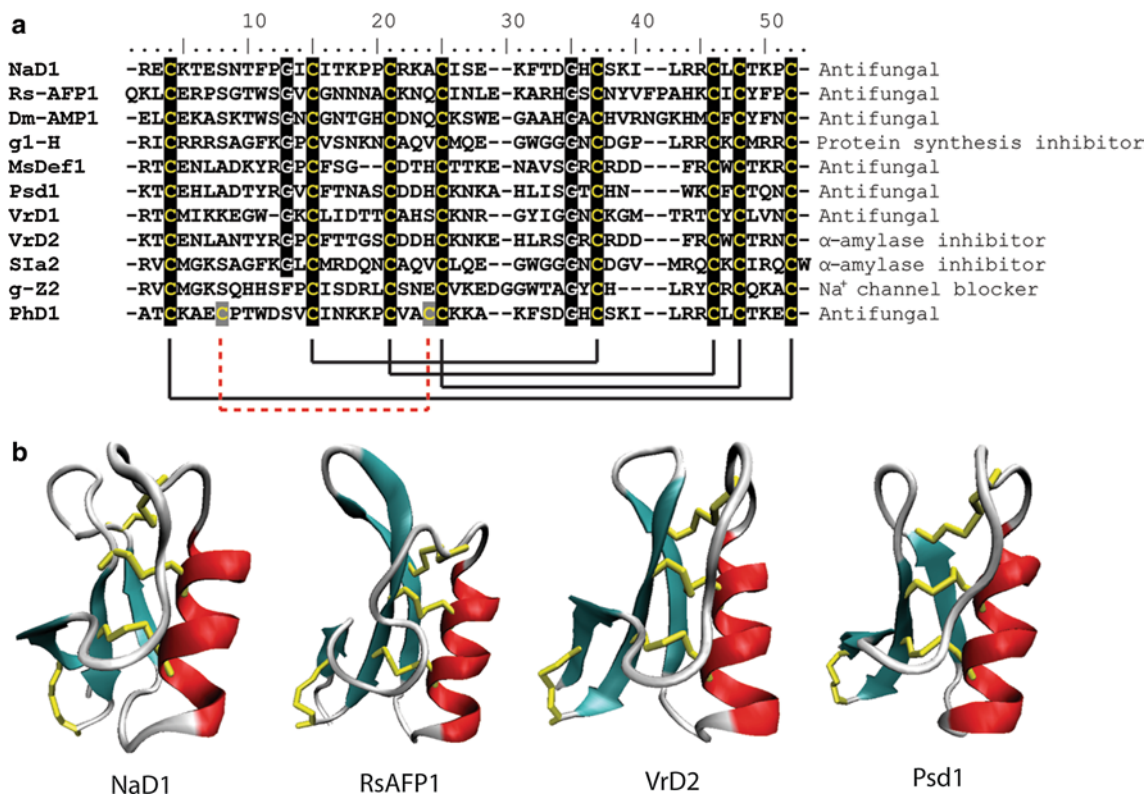 a
10 20 30 40 50
NaD1 -RECKTESNTFPGICITKPPCRKACISE--KFTDGHCSKI--LRRCLCTKPC- Antifungal
Rs-AFP1 QKLCERPSGTWSGVCGNNNACKNQCINLE-KARHGSCNYVFPAHKCICYFPC- Antifungal
Dm-AMP1 -ELCEKASKTWSGNCGNTGHCDNQCKSWE-GAAHGACHVRNGKHMCFCYFNC- Antifungal
g1-H -RICRRRSAGFKGPCVSNKNCAQVCMQE--GWGGGNCDGP--LRRCKCMRRC- Protein synthesis inhibitor
MsDef1 -RTCENLADKYRGPCFSG--CDTHCTTKE-NAVSGRCRDD---FRCWCTKRC- Antifungal
Psd1 -KTCEHLADTYRGVCFTNASCDDHCKNKA-HLISGTCHN----WKCFCTQNC- Antifungal
VrD1 -RTCMIKKEGW-GKCLIDTTCAHSCKNR--GYIGGNCKGM--TRTCYCLVNC- Antifungal
VrD2 -KTCENLANTYRGPCFTTGSCDDHCKNKE-HLRSGRCRDD---FRCWCTRNC- α-amylase inhibitor
SIa2 -RVCMGKSAGFKGLCMRDQNCAQVCLQE--GWGGGNCDGV--MRQCKCIRQCW α-amylase inhibitor
g-Z2 -RVCMGKSQHHSFPCISDRLCSNECVKEDGGWTAGYCH-----LRYCRCQKAC- Na⁺ channel blocker
PhD1 -ATCKAECPTWDSVCINKKPCVACCKKA--KFSDGHCSKI--LRRCLCTKEC-
b
NaD1 RsAFP1 VrD2 Psd1